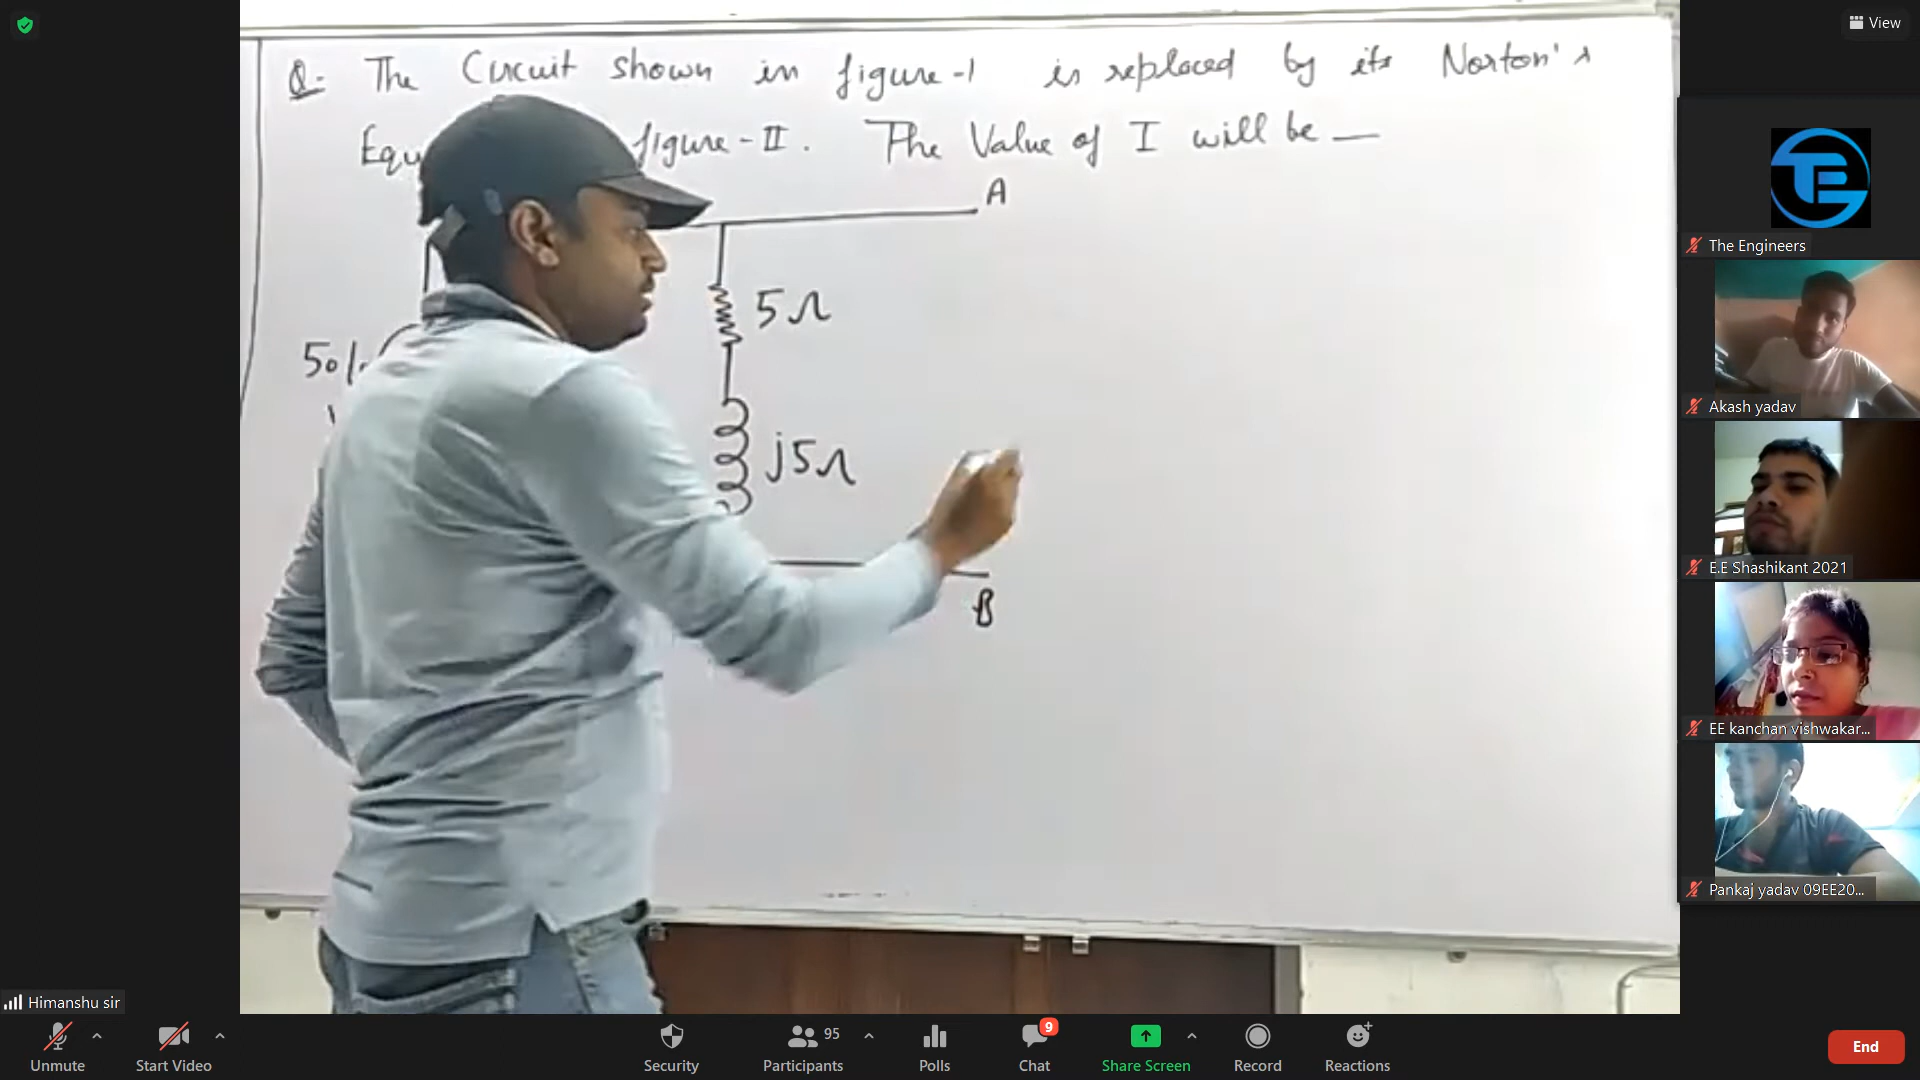 View
Q- The Circuit shown in figure-1 is replaced by its Norton's
figure-II. The Value of I will be —
A
5Ω
50
j5Ω
B
The Engineers
Akash yadav
E.E Shashikant 2021
EE kanchan vishwakar...
Pankaj yadav 09EE20...
Himanshu sir
Unmute
Start Video
Security
95
Participants
Polls
9
Chat
Share Screen
Record
Reactions
End